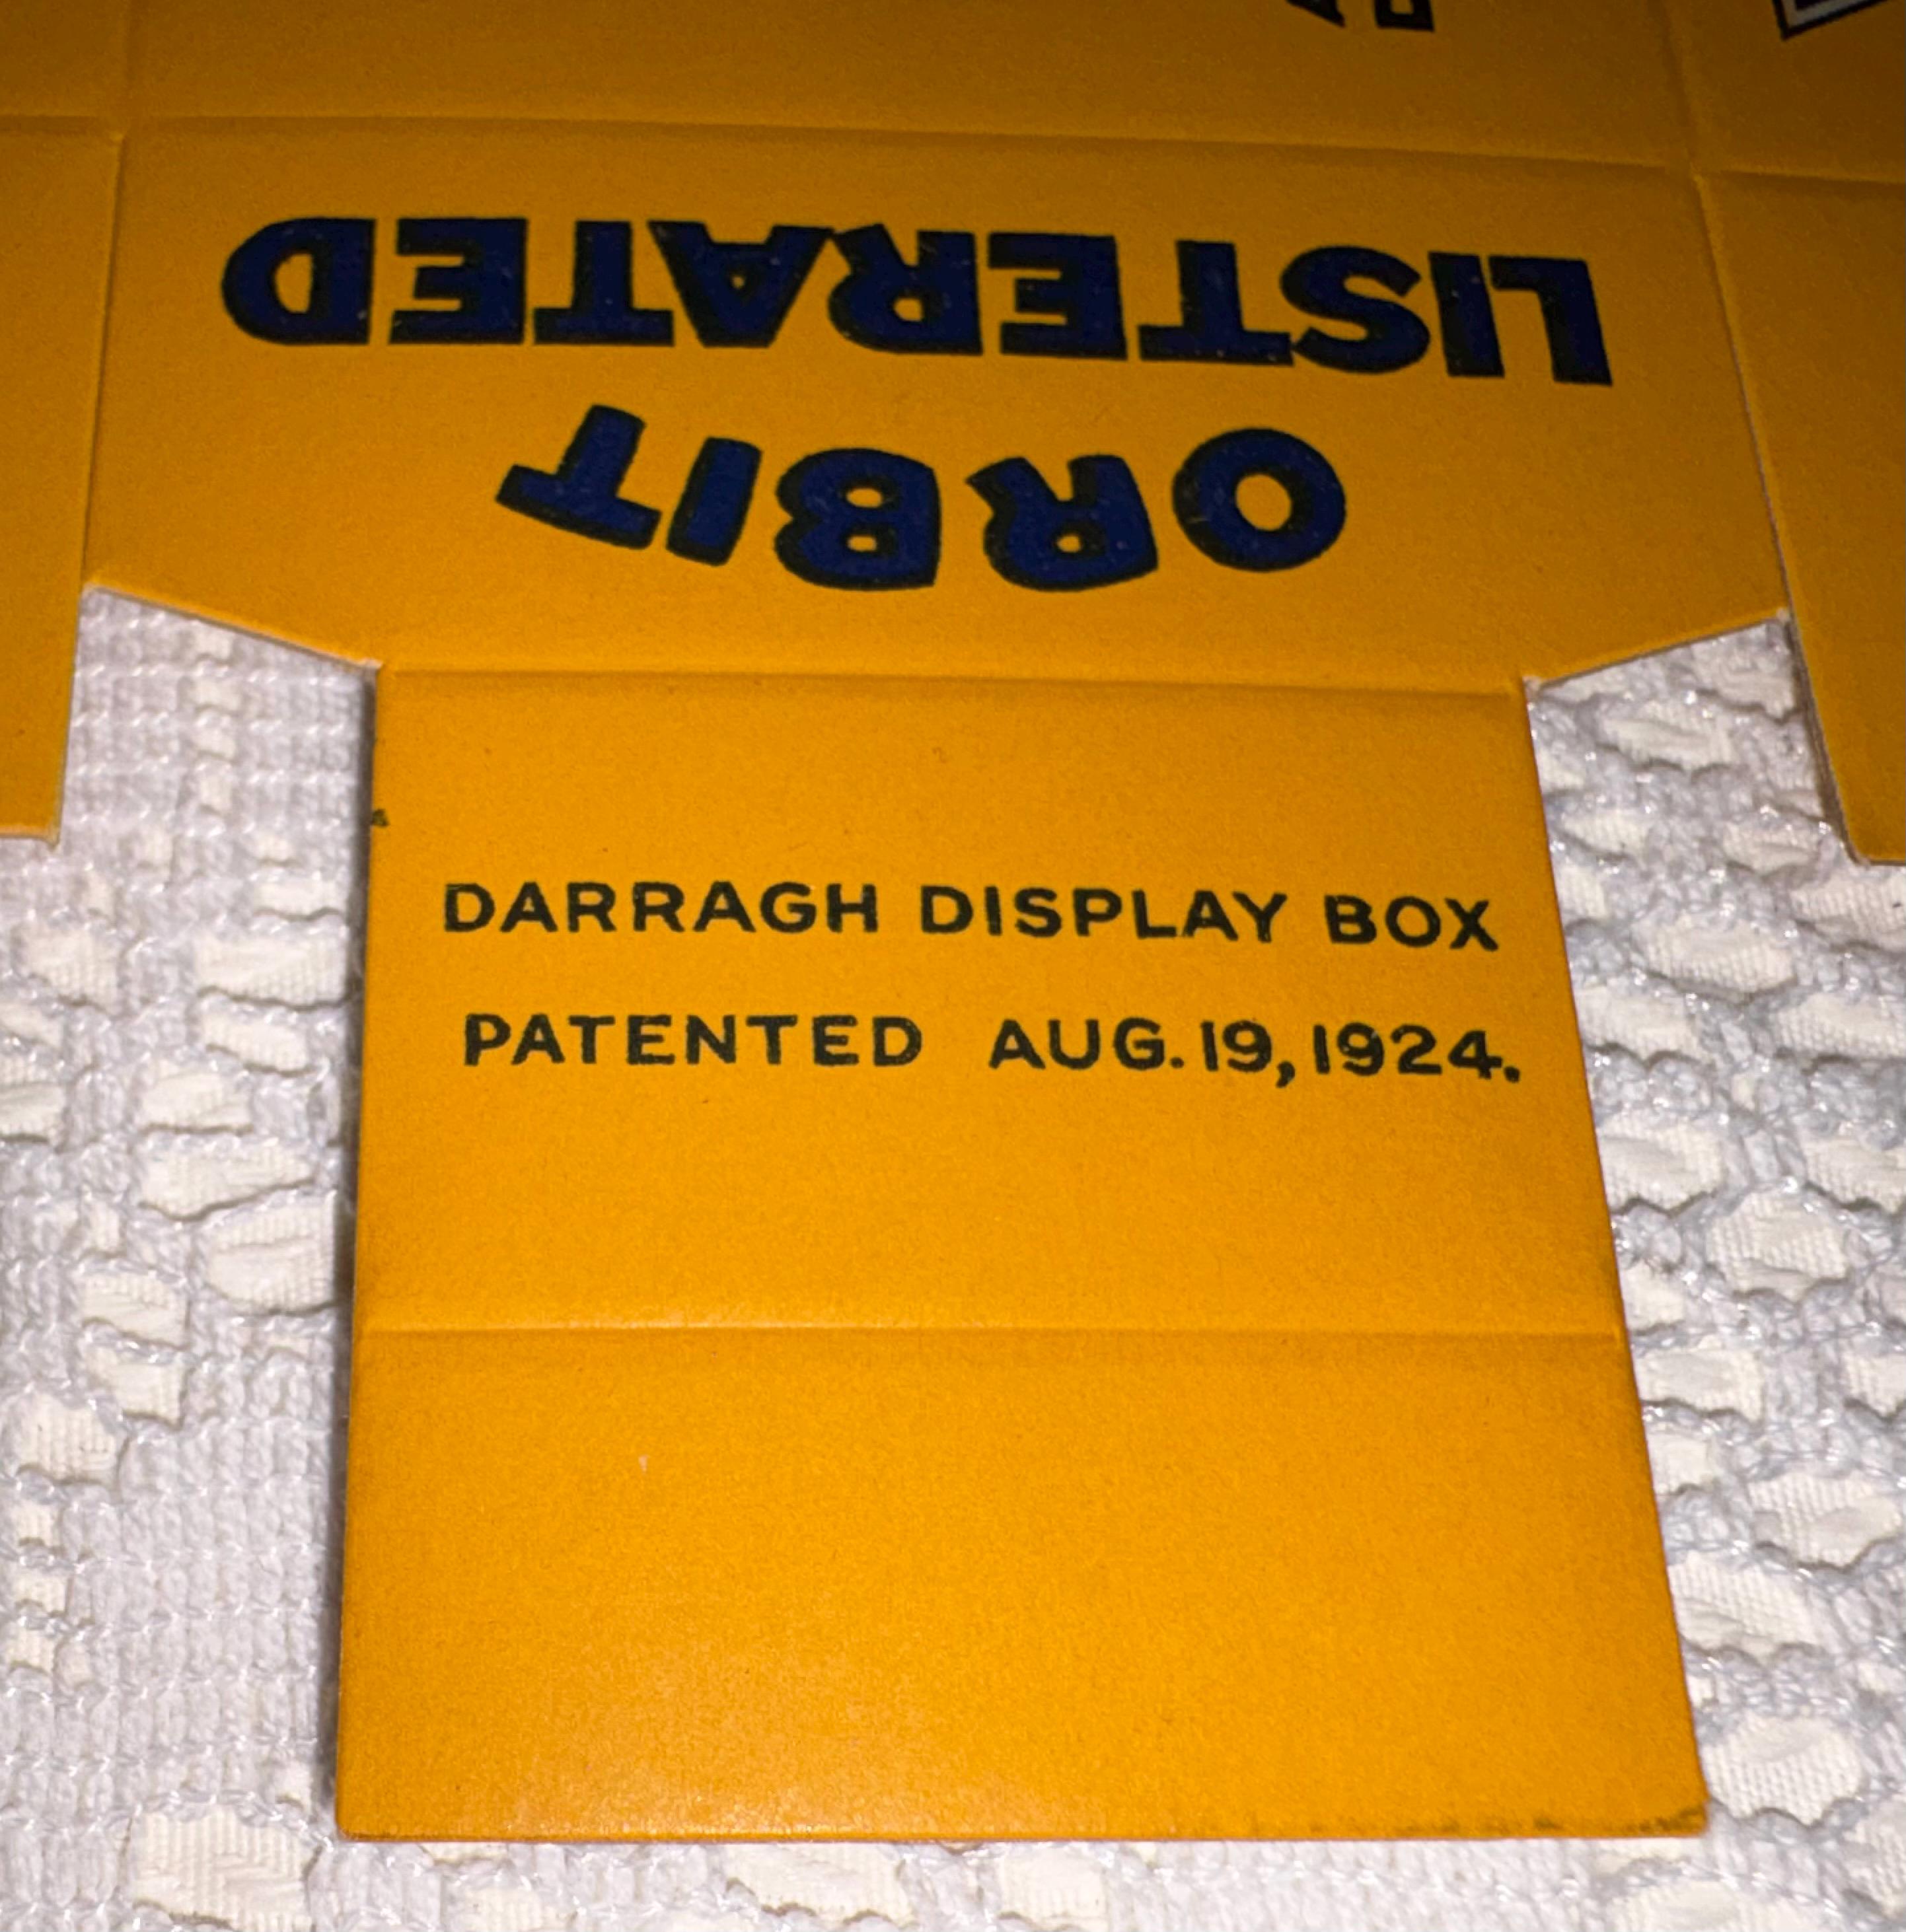 ORBIT
LISTERATED
DARRAGH DISPLAY BOX
PATENTED AUG. 19, 1924.